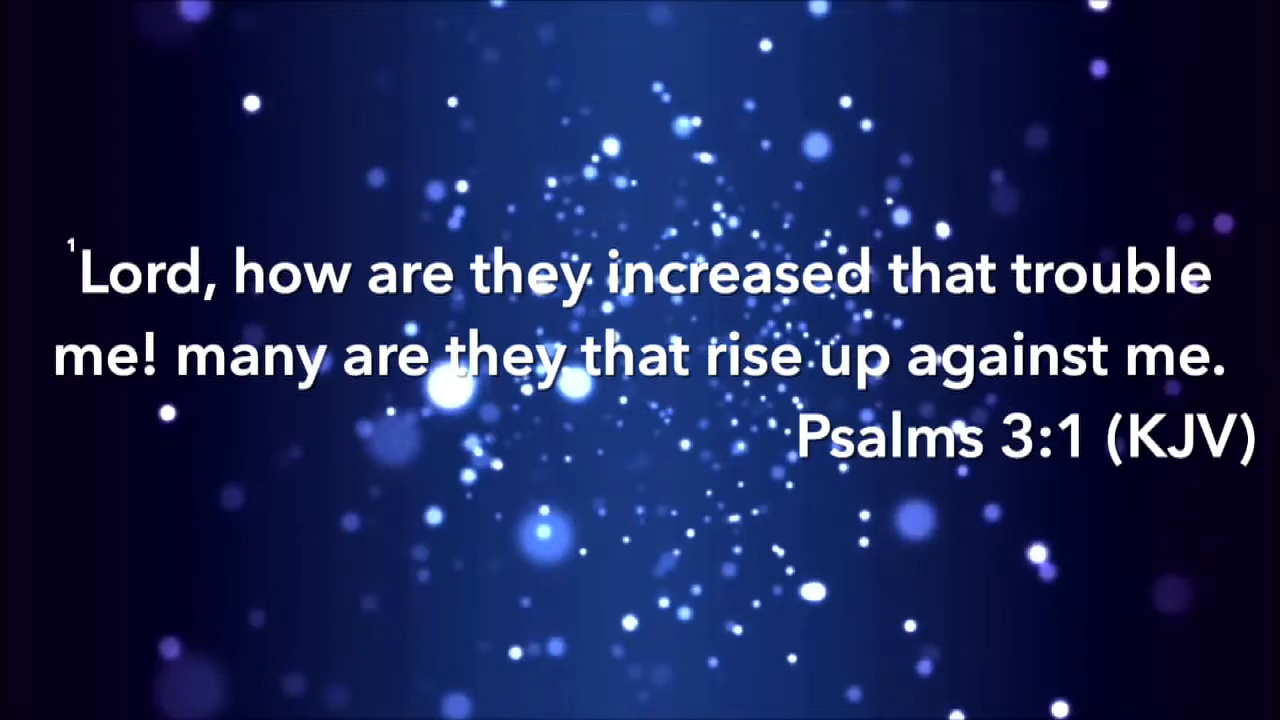 ¹Lord, how are they increased that trouble
me! many are they that rise up against me.
Psalms 3:1 (KJV)